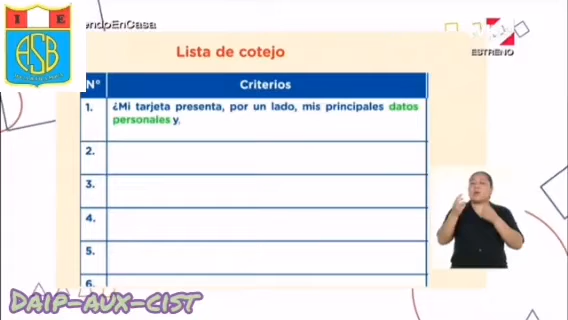 I E
ASB
endoEnCasa
ESTRENO
Lista de cotejo
N° Criterios
1. ¿Mi tarjeta presenta, por un lado, mis principales datos
personales y,
2.
3.
4.
5.
6.
DAIP-AUX-CIST